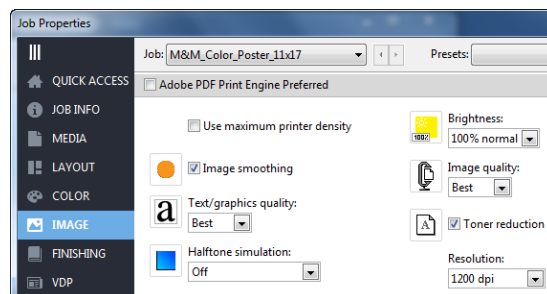 Job Properties
Job: M&M_Color_Poster_11x17 Presets:
QUICK ACCESS
Adobe PDF Print Engine Preferred
JOB INFO
MEDIA
LAYOUT
COLOR
IMAGE
FINISHING
VDP
Use maximum printer density
Image smoothing
a
Text/graphics quality:
Best
Halftone simulation:
Off
100%
Brightness:
100% normal
Image quality:
Best
A
Toner reduction
Resolution:
1200 dpi